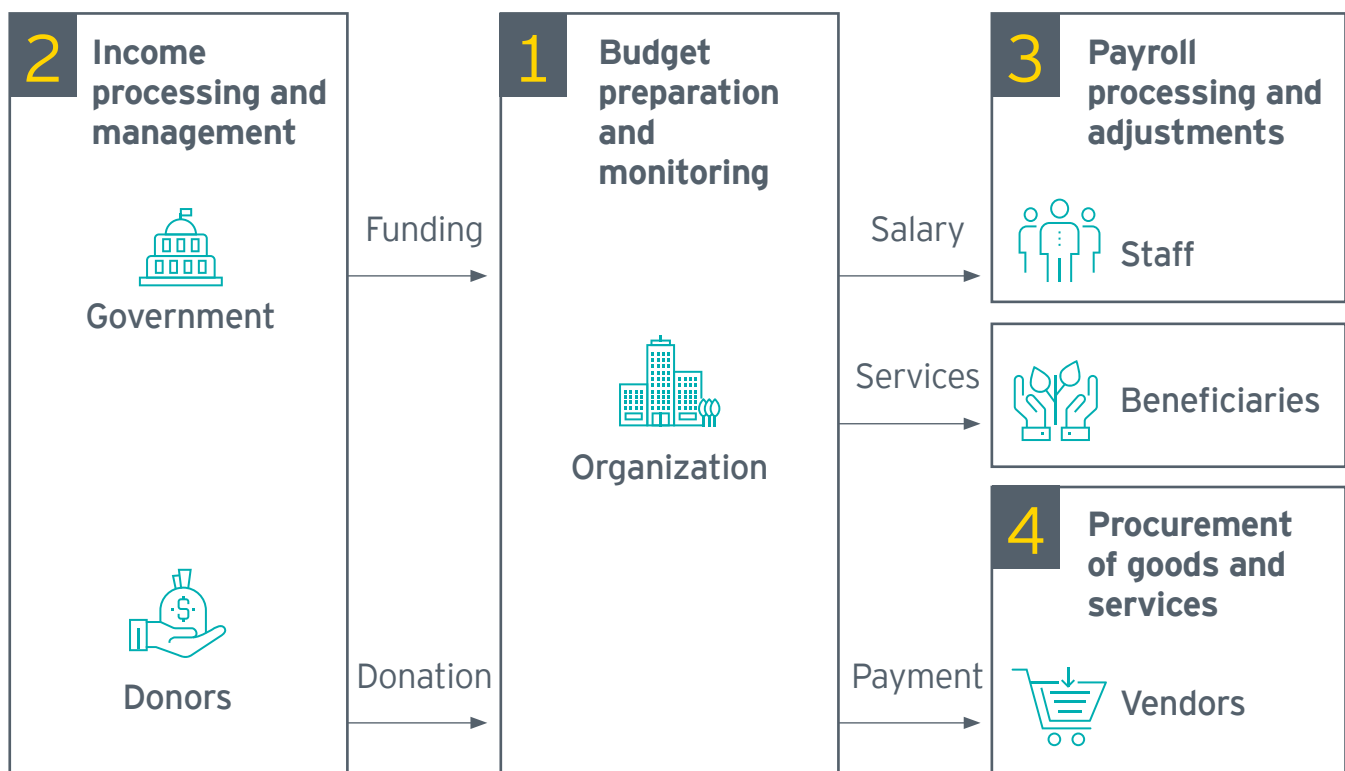 2
Income
processing and
management
Government
Donors
Funding
Donation
1
Budget
preparation
and
monitoring
Organization
Salary
Services
Payment
3
Payroll
processing and
adjustments
Staff
Beneficiaries
4
Procurement
of goods and
services
Vendors